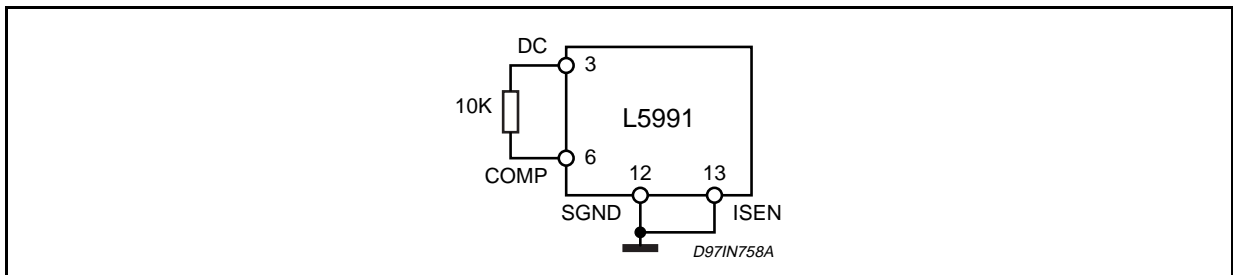 DC
3
10K
L5991
6
COMP
12
13
SGND
ISEN
D97IN758A